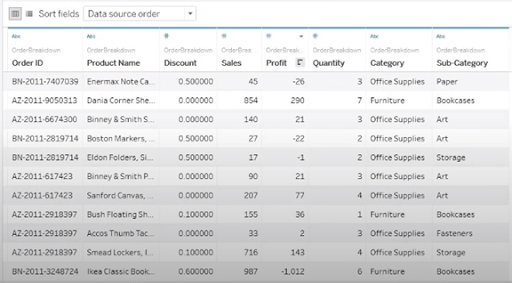 Sort fields Data source order
Abc Abc # # # # Abc Abc
OrderBreakdown OrderBreakdown OrderBreakdown OrderBrea... OrderBreak... OrderBreakdown OrderBreakdown OrderBreakdown
Order ID Product Name Discount Sales Profit Quantity Category Sub-Category
BN-2011-7407039 Enermax Note Ca... 0.500000 45 -26 3 Office Supplies Paper
AZ-2011-9050313 Dania Corner She... 0.000000 854 290 7 Furniture Bookcases
AZ-2011-6674300 Binney & Smith S... 0.000000 140 21 3 Office Supplies Art
BN-2011-2819714 Boston Markers, ... 0.500000 27 -22 2 Office Supplies Art
BN-2011-2819714 Eldon Folders, Si... 0.500000 17 -1 2 Office Supplies Storage
AZ-2011-617423 Binney & Smith P... 0.000000 90 21 3 Office Supplies Art
AZ-2011-617423 Sanford Canvas, ... 0.000000 207 77 4 Office Supplies Art
AZ-2011-2918397 Bush Floating Sh... 0.100000 155 36 1 Furniture Bookcases
AZ-2011-2918397 Accos Thumb Tac... 0.000000 33 2 3 Office Supplies Fasteners
AZ-2011-2918397 Smead Lockers, I... 0.100000 716 143 4 Office Supplies Storage
BN-2011-3248724 Ikea Classic Book... 0.600000 987 -1,012 6 Furniture Bookcases